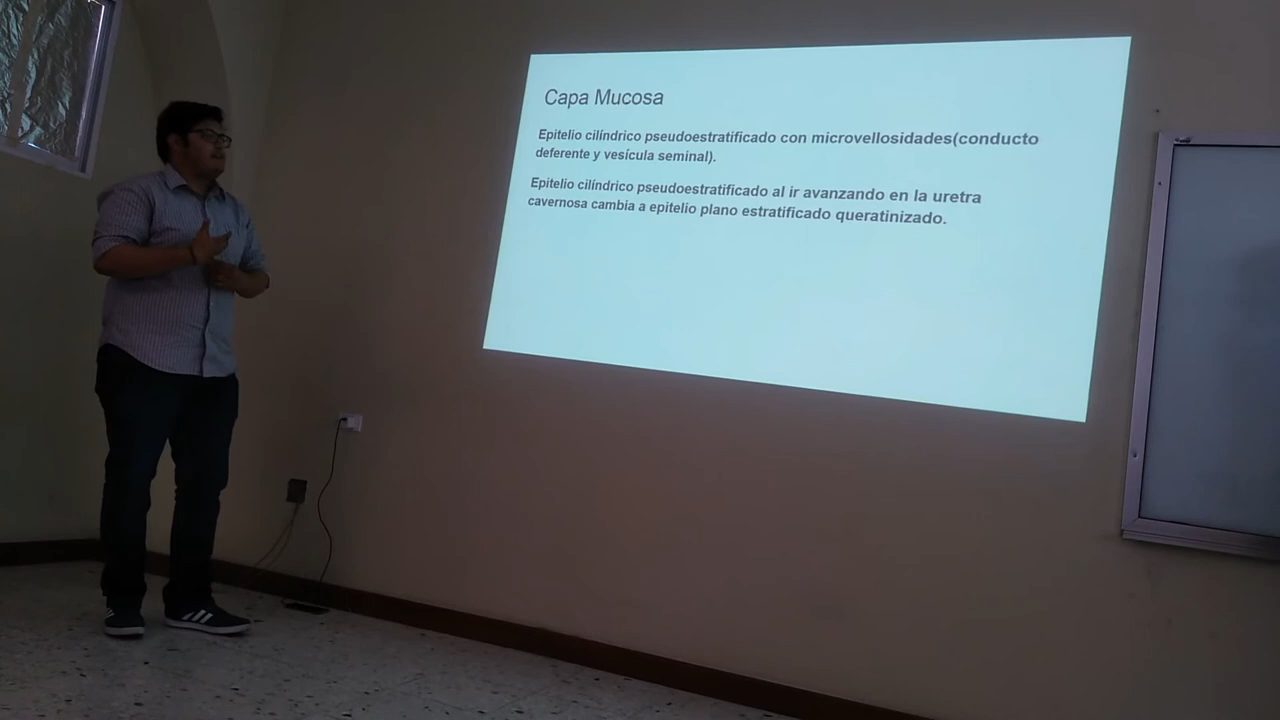 Capa Mucosa
Epitelio cilíndrico pseudoestratificado con microvellosidades(conducto
deferente y vesícula seminal).
Epitelio cilíndrico pseudoestratificado al ir avanzando en la uretra
cavernosa cambia a epitelio plano estratificado queratinizado.